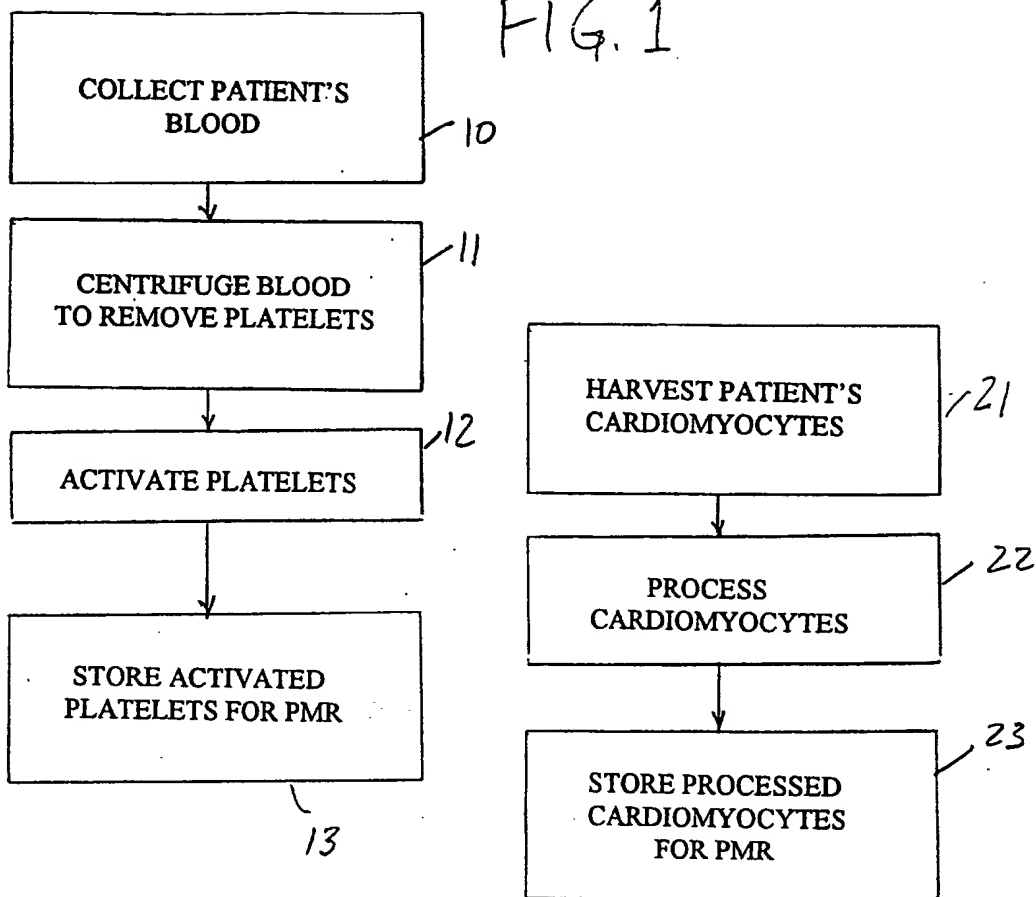 FIG. 1
COLLECT PATIENT'S
BLOOD
10
CENTRIFUGE BLOOD
TO REMOVE PLATELETS
11
ACTIVATE PLATELETS
12
STORE ACTIVATED
PLATELETS FOR PMR
13
HARVEST PATIENT'S
CARDIOMYOCYTES
21
PROCESS
CARDIOMYOCYTES
22
STORE PROCESSED
CARDIOMYOCYTES
FOR PMR
23